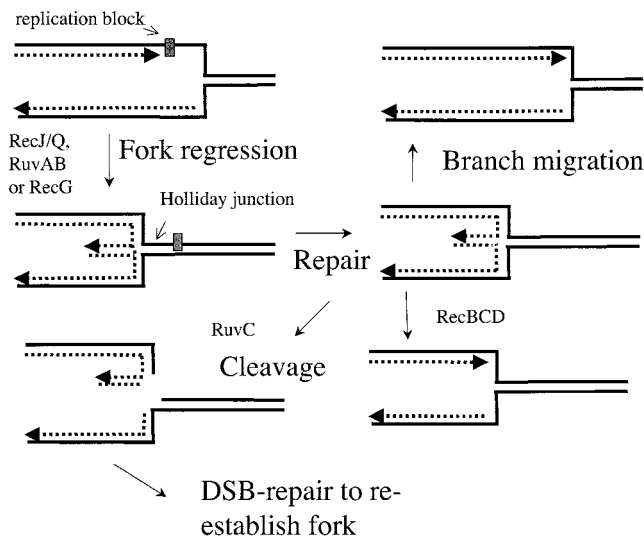 replication block
RecJ/Q,
RuvAB
or RecG
Fork regression
Branch migration
Holliday junction
Repair
RuvC
Cleavage
RecBCD
DSB-repair to re-
establish fork